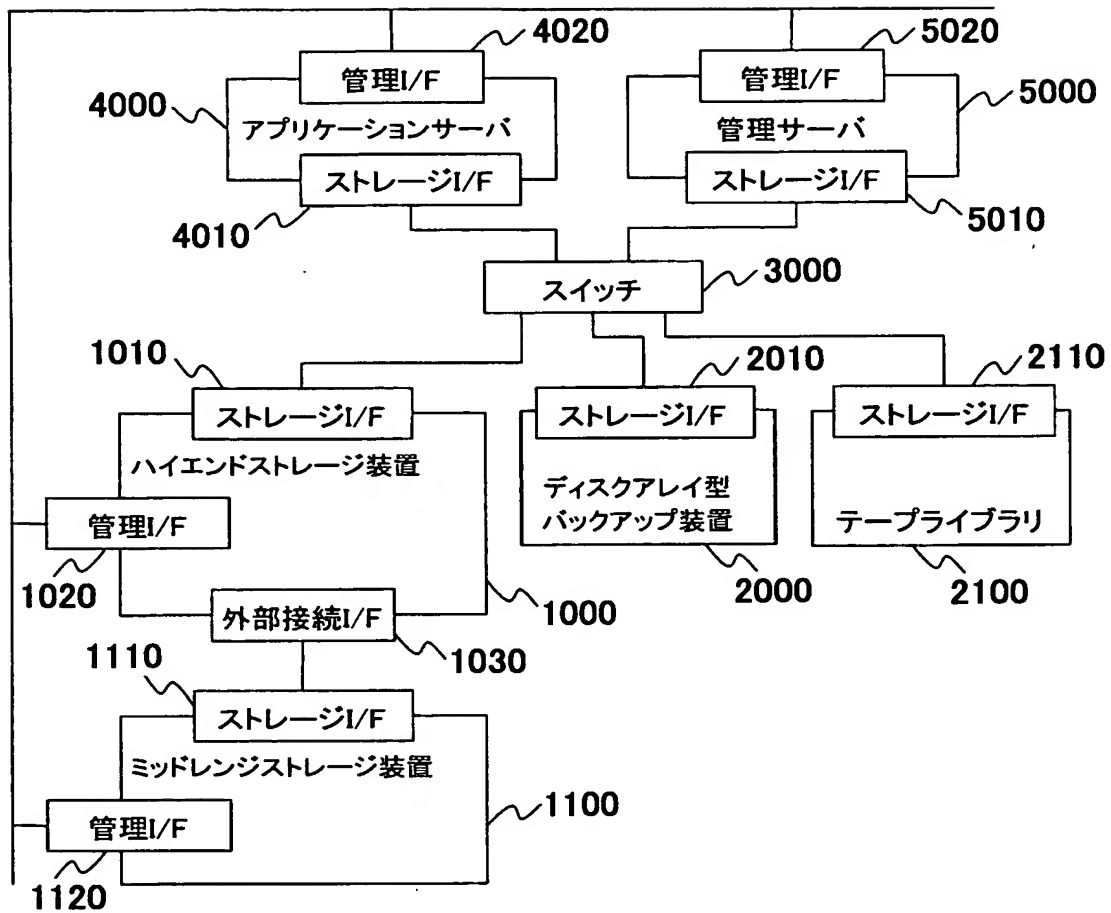 4020
5020
管理I/F
管理I/F
4000
5000
アプリケーションサーバ
管理サーバ
ストレージI/F
ストレージI/F
4010
5010
3000
スイッチ
1010
2010
2110
ストレージI/F
ストレージI/F
ストレージI/F
ハイエンドストレージ装置
ディスクアレイ型
バックアップ装置
テープライブラリ
管理I/F
1020
2000
2100
1000
外部接続I/F
1030
1110
ストレージI/F
ミッドレンジストレージ装置
1100
管理I/F
1120